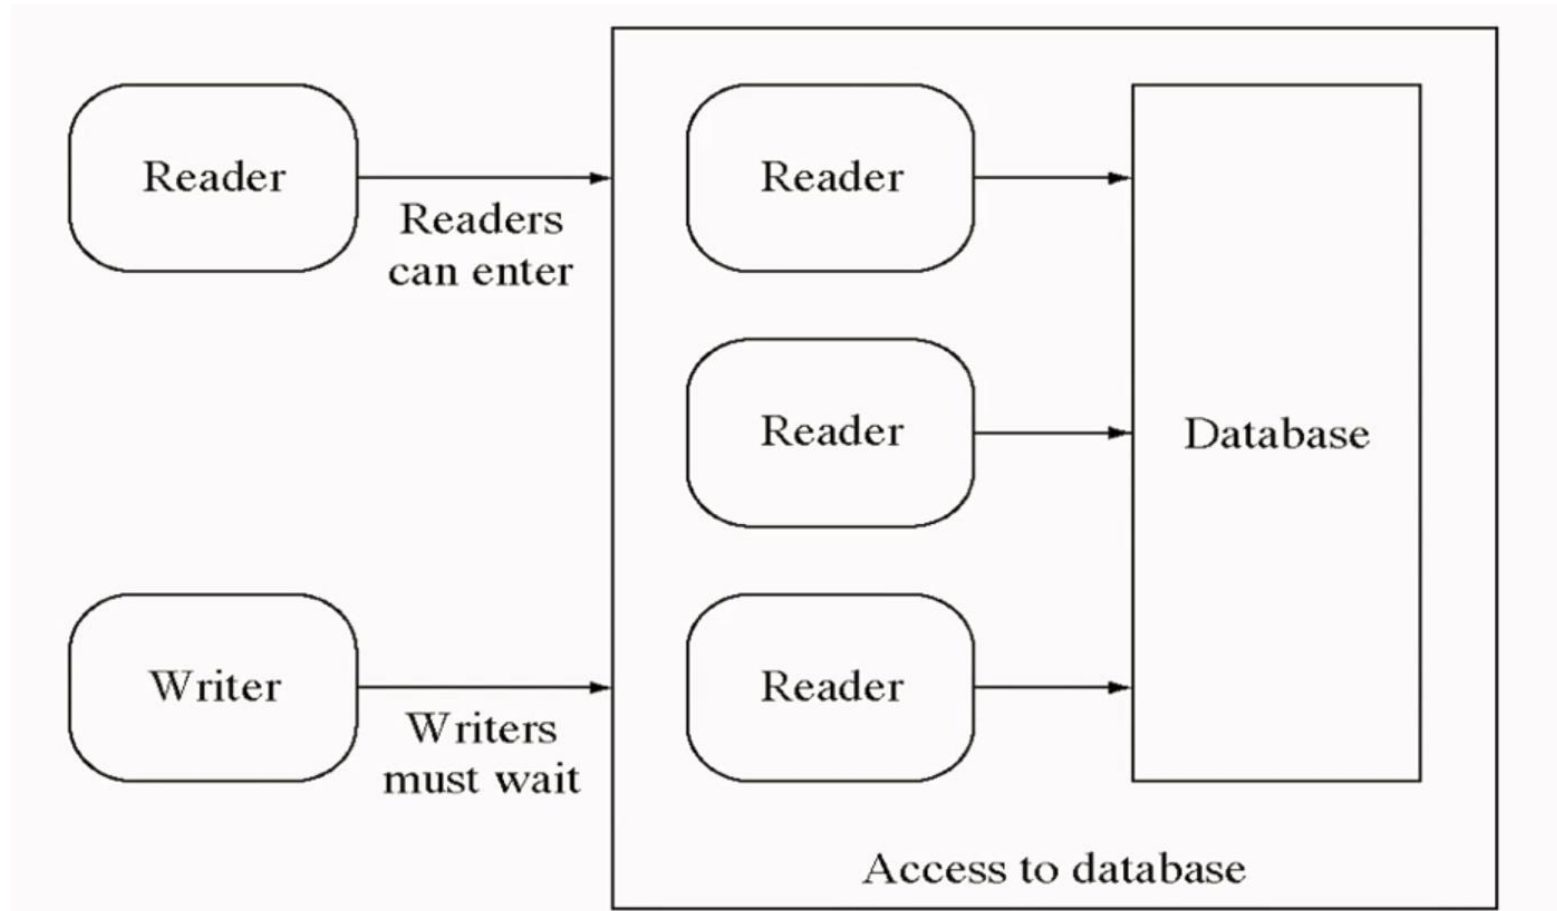 Reader
Readers
can enter
Reader
Reader
Database
Writer
Writers
must wait
Reader
Access to database